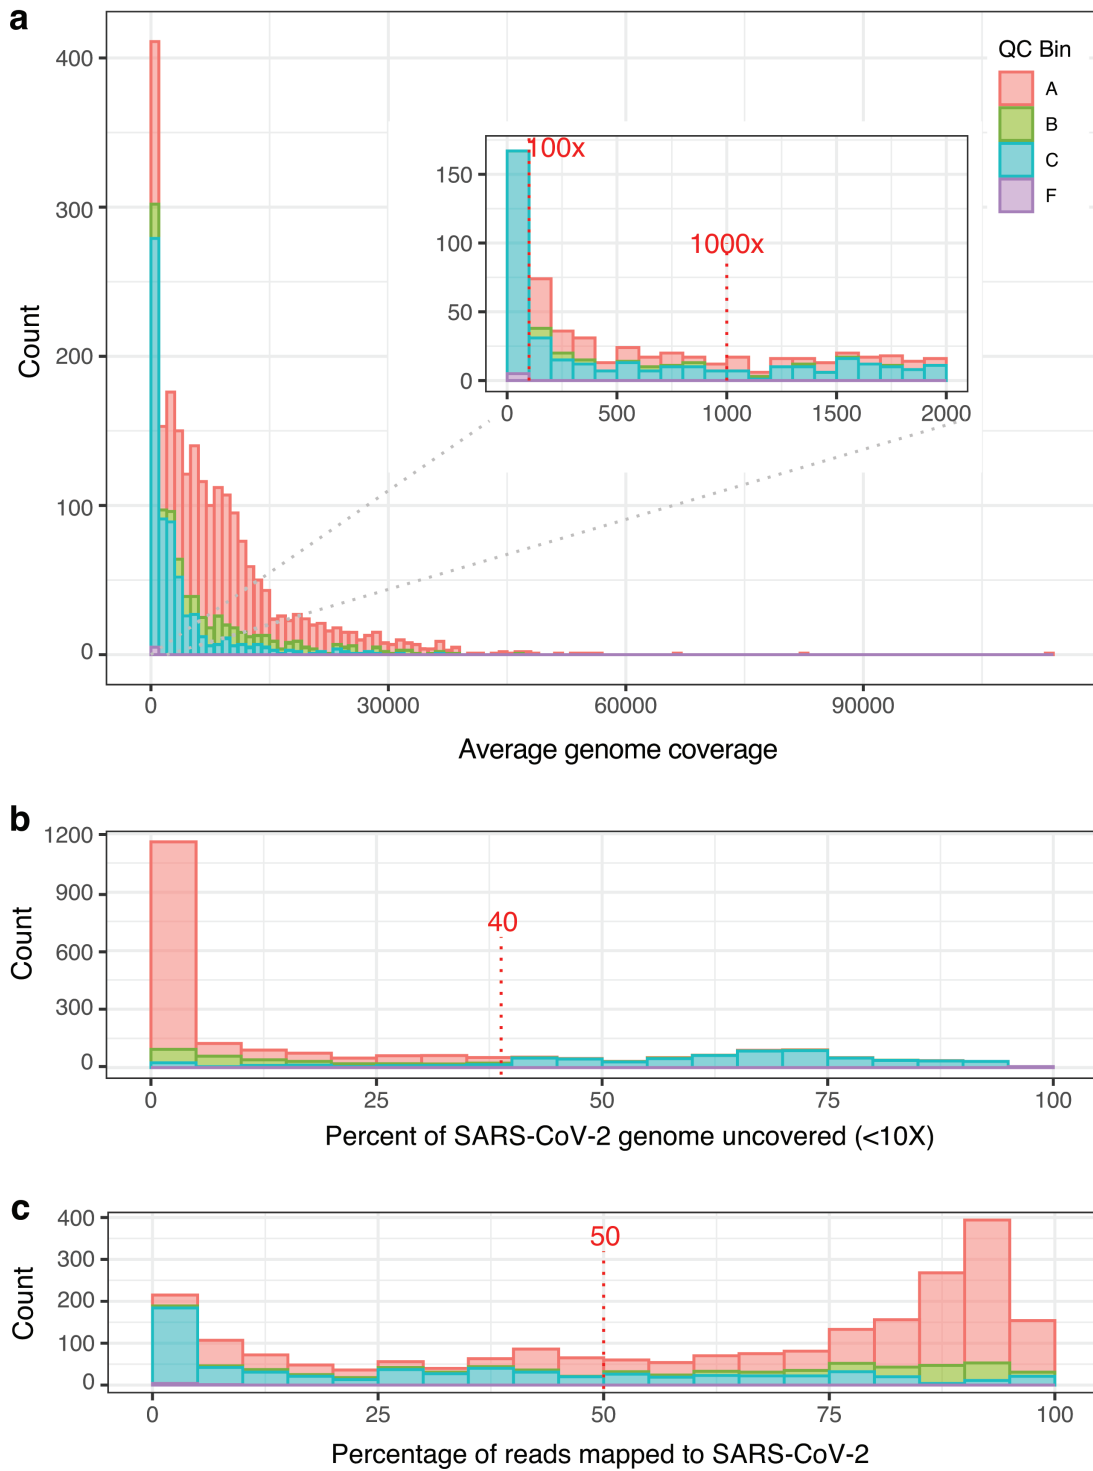 a
400
300
200
100
0
Count
0
30000
60000
90000
Average genome coverage
100x
1000x
150
100
50
0
0
500
1000
1500
2000
QC Bin
A
B
C
F
b
1200
900
600
300
0
Count
40
0
25
50
75
100
Percent of SARS-CoV-2 genome uncovered (<10X)
c
400
300
200
100
0
Count
50
0
25
50
75
100
Percentage of reads mapped to SARS-CoV-2